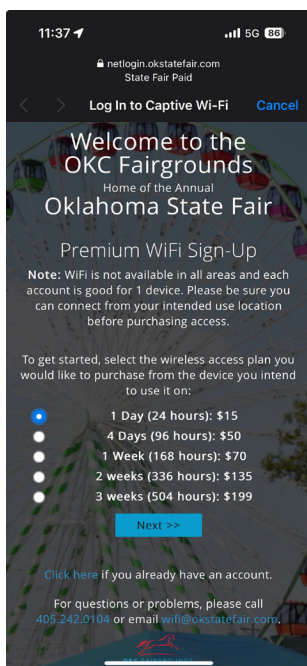 11:37
5G 86
netlogin.okstatefair.com
State Fair Paid
Log In to Captive Wi-Fi
Cancel
Welcome to the
OKC Fairgrounds
Home of the Annual
Oklahoma State Fair
Premium WiFi Sign-Up
Note: WiFi is not available in all areas and each
account is good for 1 device. Please be sure you
can connect from your intended use location
before purchasing access.
To get started, select the wireless access plan you
would like to purchase from the device you intend
to use it on:
1 Day (24 hours): $15
4 Days (96 hours): $50
1 Week (168 hours): $70
2 weeks (336 hours): $135
3 weeks (504 hours): $199
Next >>
Click here if you already have an account.
For questions or problems, please call
405.242.0104 or email wifi@okstatefair.com.
OKC FAIRGROUNDS